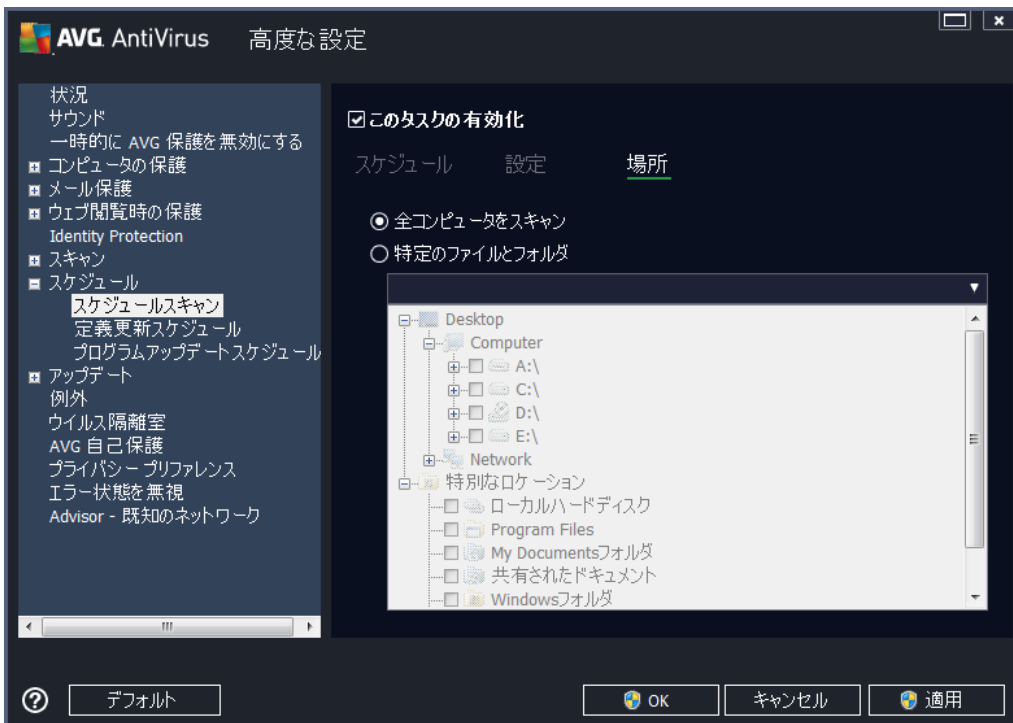 AVG. AntiVirus 高度な設定
状況
サウンド
一時的に AVG 保護を無効にする
コンピュータの保護
メール保護
ウェブ閲覧時の保護
Identity Protection
スキャン
スケジュール
スケジュールスキャン
定義更新スケジュール
プログラムアップデートスケジュール
アップデート
例外
ウイルス隔離室
AVG 自己保護
プライバシー プリファレンス
エラー状態を無視
Advisor - 既知のネットワーク
このタスクの有効化
スケジュール 設定 場所
全コンピュータをスキャン
特定のファイルとフォルダ
Desktop
Computer
A:\
C:\
D:\
E:\
Network
特別なロケーション
ローカルハードディスク
Program Files
My Documentsフォルダ
共有されたドキュメント
Windowsフォルダ
? デフォルト OK キャンセル 適用